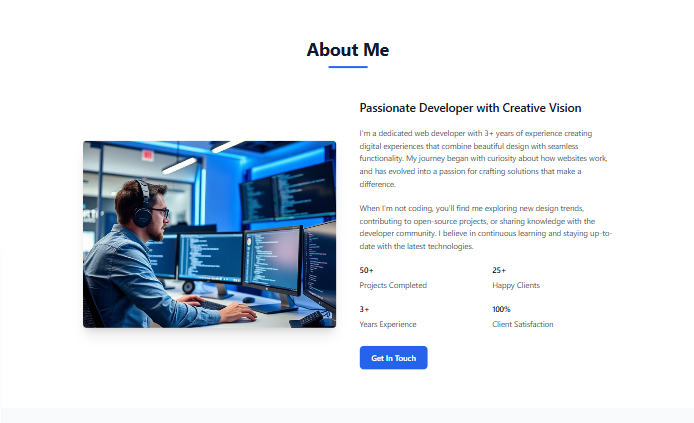 About Me
Passionate Developer with Creative Vision
I'm a dedicated web developer with 3+ years of experience creating
digital experiences that combine beautiful design with seamless
functionality. My journey began with curiosity about how websites work,
and has evolved into a passion for crafting solutions that make a
difference.
When I'm not coding, you'll find me exploring new design trends,
contributing to open-source projects, or sharing knowledge with the
developer community. I believe in continuous learning and staying up-to-
date with the latest technologies.
50+
25+
Projects Completed
Happy Clients
3+
100%
Years Experience
Client Satisfaction
Get In Touch